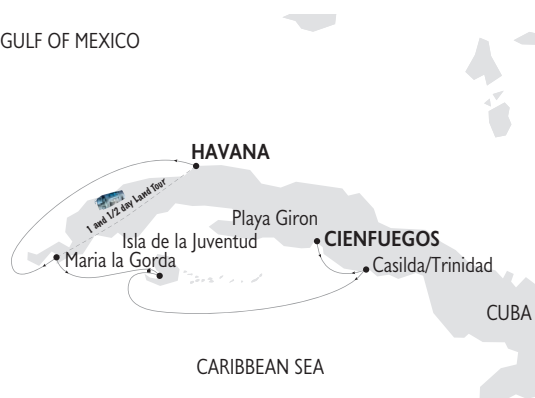 GULF OF MEXICO
HAVANA
1 and 1/2 day Land Tour
Playa Giron
Isla de la Juventud
CIENFUEGOS
Maria la Gorda
Casilda/Trinidad
CUBA
CARIBBEAN SEA